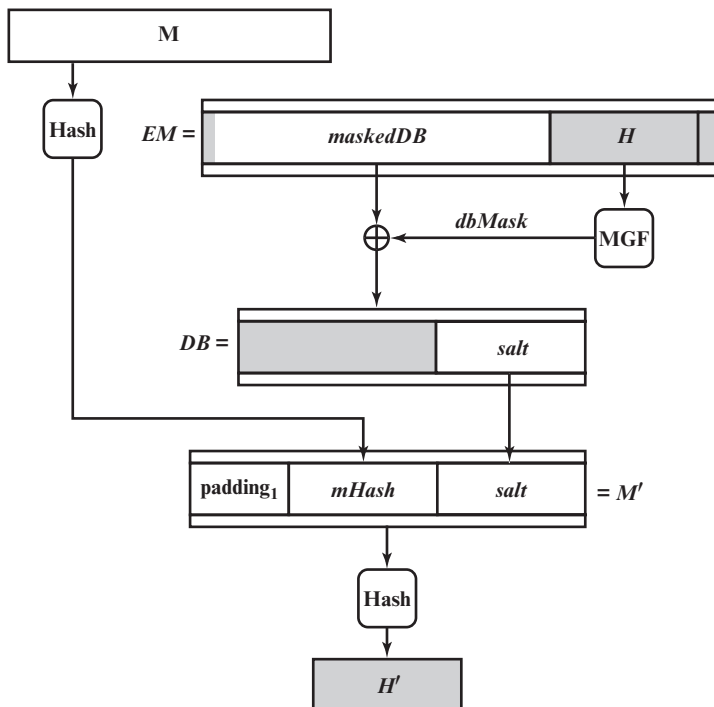 M
Hash
EM =
maskedDB
H
dbMask
MGF
DB =
salt
padding₁
mHash
salt
= M′
Hash
H′